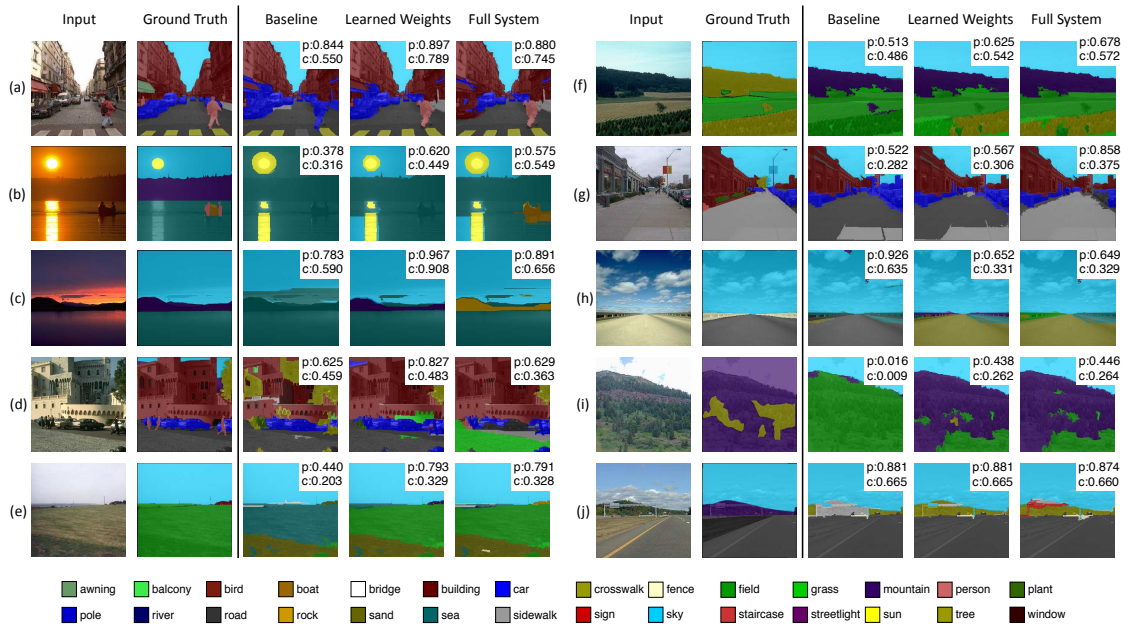 Input Ground Truth Baseline Learned Weights Full System Input Ground Truth Baseline Learned Weights Full System
(a) p:0.844 c:0.550 p:0.897 c:0.789 p:0.880 c:0.745
(f) p:0.513 c:0.486 p:0.625 c:0.542 p:0.678 c:0.572
(b) p:0.378 c:0.316 p:0.620 c:0.449 p:0.575 c:0.549
(g) p:0.522 c:0.282 p:0.567 c:0.306 p:0.858 c:0.375
(c) p:0.783 c:0.590 p:0.967 c:0.908 p:0.891 c:0.656
(h) p:0.926 c:0.635 p:0.652 c:0.331 p:0.649 c:0.329
(d) p:0.625 c:0.459 p:0.827 c:0.483 p:0.629 c:0.363
(i) p:0.016 c:0.009 p:0.438 c:0.262 p:0.446 c:0.264
(e) p:0.440 c:0.203 p:0.793 c:0.329 p:0.791 c:0.328
(j) p:0.881 c:0.665 p:0.881 c:0.665 p:0.874 c:0.660
awning balcony bird boat bridge building car crosswalk fence field grass mountain person plant
pole river road rock sand sea sidewalk sign sky staircase streetlight sun tree window